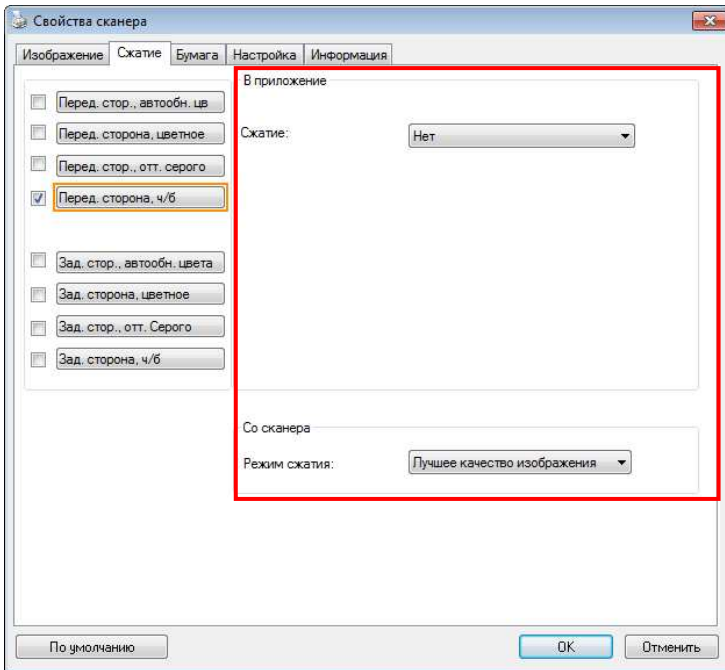 Свойства сканера
Изображение Сжатие Бумага Настройка Информация
Перед. стор., автообн. цв
Перед. сторона, цветное
Перед. стор., отт. серого
Перед. сторона, ч/б
Зад. стор., автообн. цвета
Зад. сторона, цветное
Зад. стор., отт. Серого
Зад. сторона, ч/б
В приложение
Сжатие: Нет
Со сканера
Режим сжатия: Лучшее качество изображения
По умолчанию OK Отменить